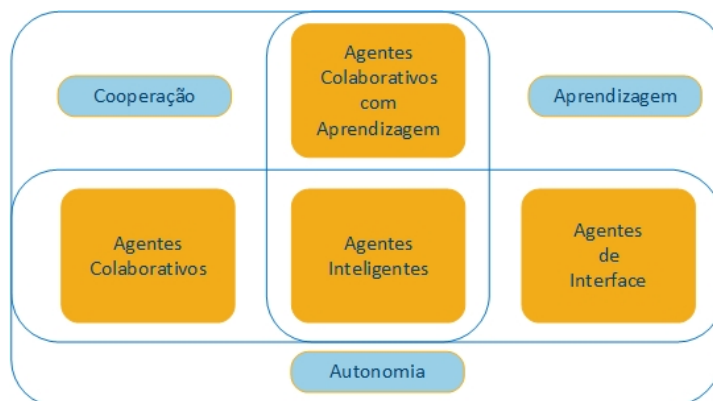 Agentes
Colaborativos
com
Aprendizagem
Cooperação
Aprendizagem
Agentes
Colaborativos
Agentes
Inteligentes
Agentes
de
Interface
Autonomia